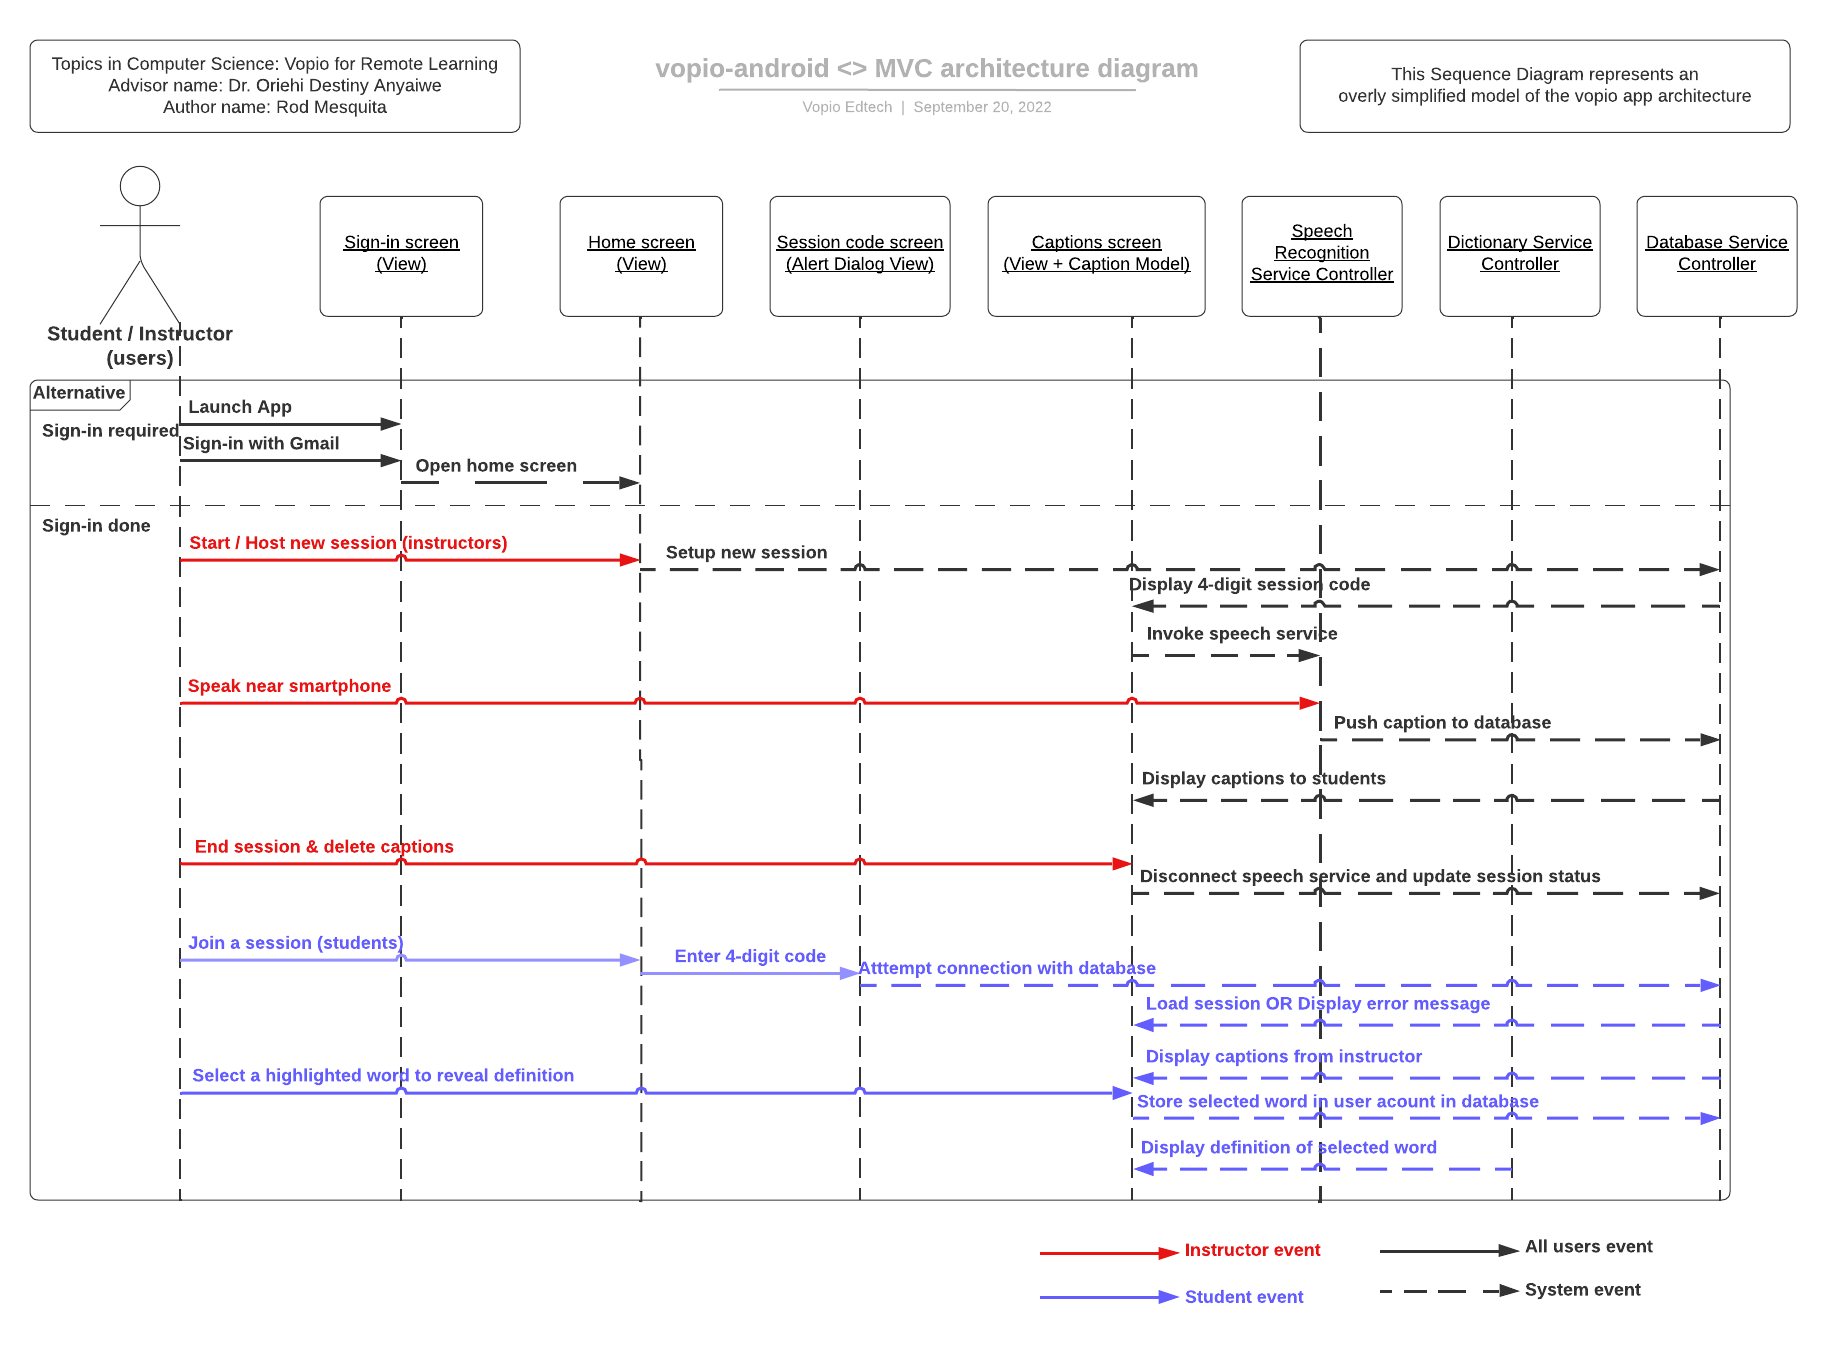 Topics in Computer Science: Vopio for Remote Learning
Advisor name: Dr. Oriehi Destiny Anyaiwe
Author name: Rod Mesquita
vopio-android <> MVC architecture diagram
Vopio Edtech | September 20, 2022
This Sequence Diagram represents an
overly simplified model of the vopio app architecture
Student / Instructor
(users)
Sign-in screen
(View)
Home screen
(View)
Session code screen
(Alert Dialog View)
Captions screen
(View + Caption Model)
Speech
Recognition
Service Controller
Dictionary Service
Controller
Database Service
Controller
Alternative
Sign-in required
Launch App
Sign-in with Gmail
Open home screen
Sign-in done
Start / Host new session (instructors)
Setup new session
Display 4-digit session code
Invoke speech service
Speak near smartphone
Push caption to database
Display captions to students
End session & delete captions
Disconnect speech service and update session status
Join a session (students)
Enter 4-digit code
Atttempt connection with database
Load session OR Display error message
Display captions from instructor
Select a highlighted word to reveal definition
Store selected word in user acount in database
Display definition of selected word
Instructor event
All users event
Student event
System event